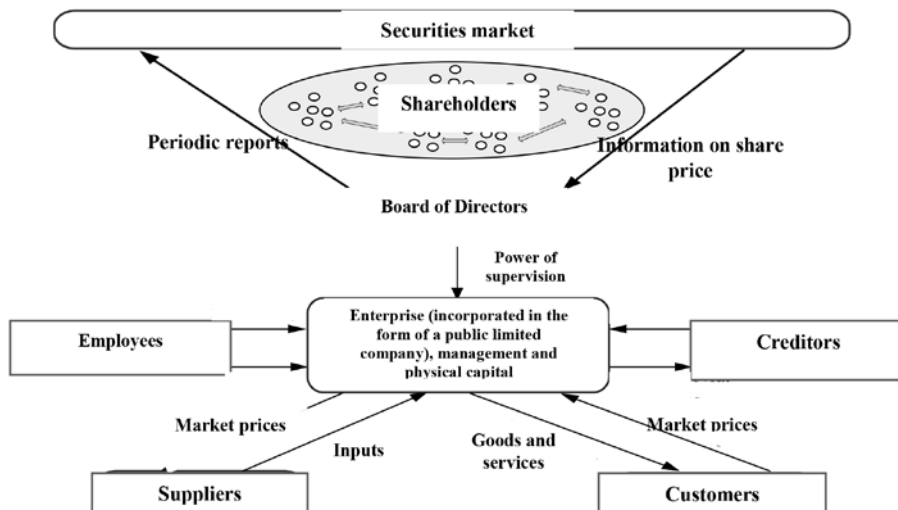 Securities market
Shareholders
Periodic reports
Information on share
price
Board of Directors
Power of
supervision
Enterprise (incorporated in the
form of a public limited
company), management and
physical capital
Employees
Creditors
Market prices
Inputs
Goods and
services
Market prices
Suppliers
Customers